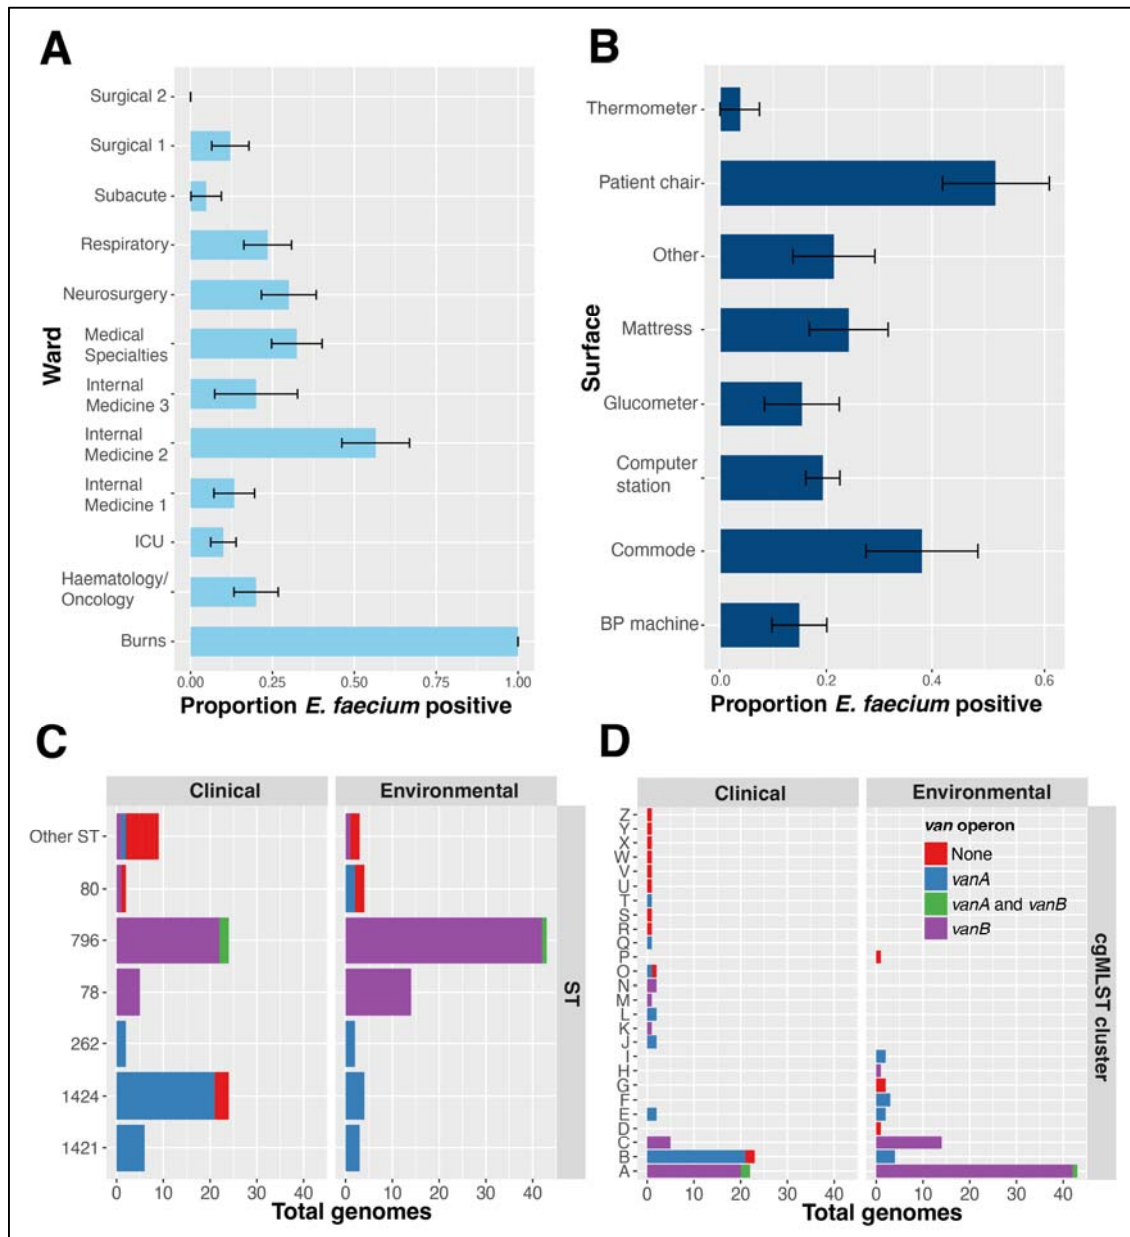 A
Surgical 2
Surgical 1
Subacute
Respiratory
Neurosurgery
Medical
Specialties
Internal
Medicine 3
Internal
Medicine 2
Internal
Medicine 1
ICU
Haematology/
Oncology
Burns
Ward
0.00 0.25 0.50 0.75 1.00
Proportion E. faecium positive
B
Thermometer
Patient chair
Other
Mattress
Glucometer
Computer
station
Commode
BP machine
Surface
0.0 0.2 0.4 0.6
Proportion E. faecium positive
C
Clinical Environmental
Other ST
80
796
78
262
1424
1421
ST
0 10 20 30 40 0 10 20 30 40
Total genomes
D
Clinical Environmental
Z
Y
X
W
V
U
T
S
R
Q
P
O
N
M
L
K
J
I
H
G
F
E
D
C
B
A
van operon
None
vanA
vanA and vanB
vanB
cgMLST cluster
0 10 20 30 40 0 10 20 30 40
Total genomes